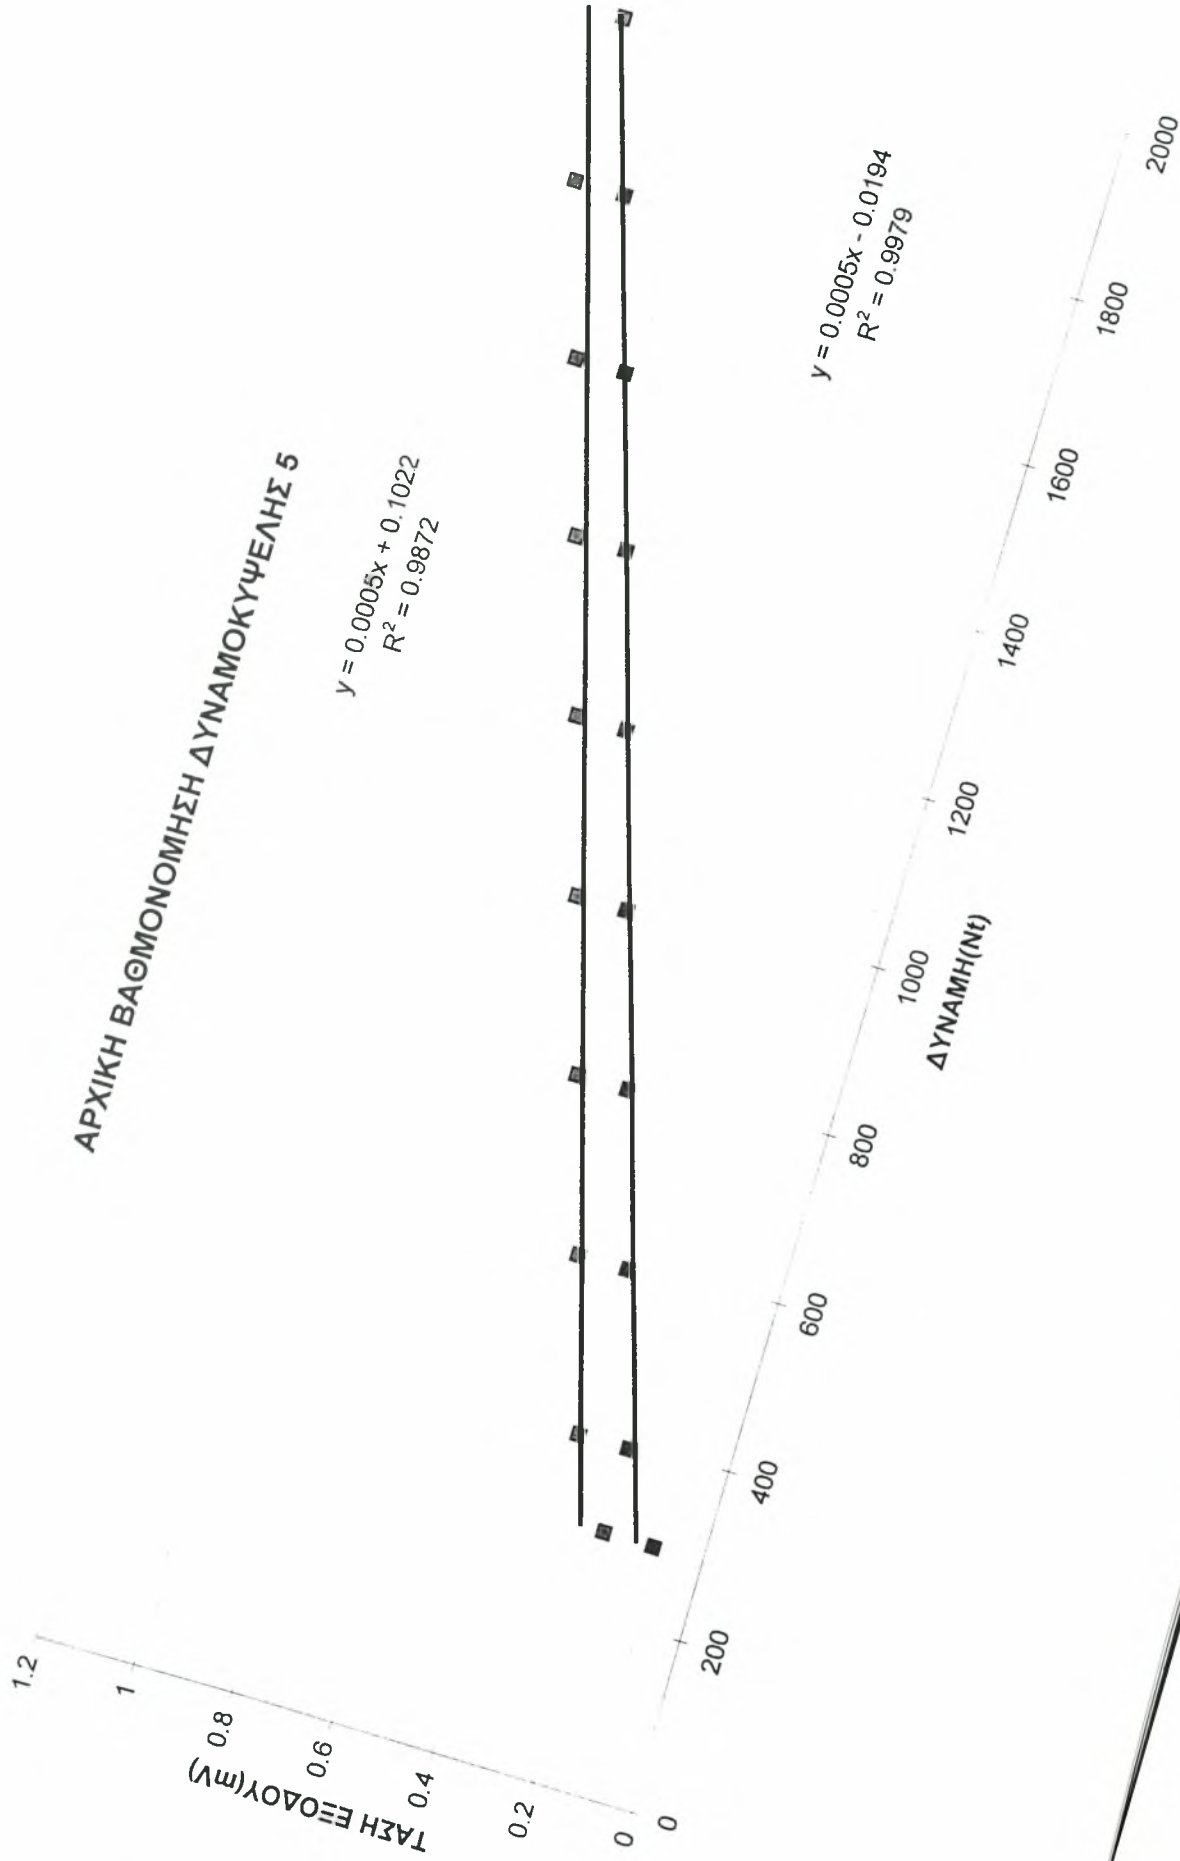 ΑΡΧΙΚΗ ΒΑΘΜΟΝΟΜΗΣΗ ΔΥΝΑΜΟΚΥΨΕΛΗΣ 5
y = 0.0005x + 0.1022
R² = 0.9872
y = 0.0005x - 0.0194
R² = 0.9979
ΤΑΣΗ ΕΞΟΔΟΥ(mV)
1.2
1
0.8
0.6
0.4
0.2
0
0
200
400
600
800
1000
1200
1400
1600
1800
2000
ΔΥΝΑΜΗ(Nt)